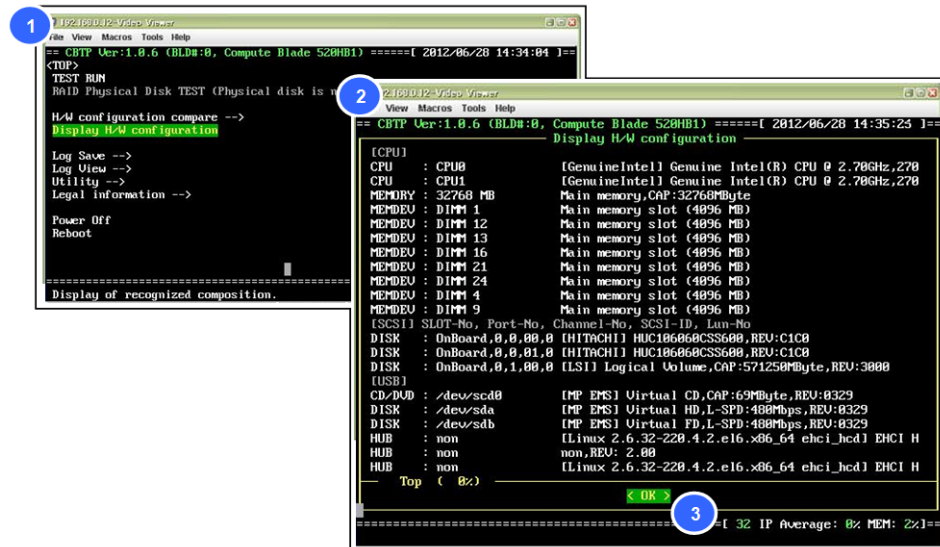 1
192.168.0.12-Video Viewer
File View Macros Tools Help
== CBTP Ver:1.0.6 (BLD#:0, Compute Blade 520HB1) ======[ 2012/06/28 14:34:04 ]==
<TOP>
TEST RUN
RAID Physical Disk TEST (Physical disk is n
H/W configuration compare -->
Display H/W configuration
Log Save -->
Log View -->
Utility -->
Legal information -->
Power Off
Reboot
Display of recognized composition.
2
192.168.0.12-Video Viewer
View Macros Tools Help
== CBTP Ver:1.0.6 (BLD#:0, Compute Blade 520HB1) ======[ 2012/06/28 14:35:25 ]==
Display H/W configuration
[CPU]
CPU : CPU0 [GenuineIntel] Genuine Intel(R) CPU @ 2.70GHz,270
CPU : CPU1 [GenuineIntel] Genuine Intel(R) CPU @ 2.70GHz,270
MEMORY : 32768 MB Main memory,CAP:32768MByte
MEMDEV : DIMM 1 Main memory slot (4096 MB)
MEMDEV : DIMM 12 Main memory slot (4096 MB)
MEMDEV : DIMM 13 Main memory slot (4096 MB)
MEMDEV : DIMM 16 Main memory slot (4096 MB)
MEMDEV : DIMM 21 Main memory slot (4096 MB)
MEMDEV : DIMM 24 Main memory slot (4096 MB)
MEMDEV : DIMM 4 Main memory slot (4096 MB)
MEMDEV : DIMM 9 Main memory slot (4096 MB)
[SCSI] SLOT-No, Port-No, Channel-No, SCSI-ID, Lun-No
DISK : OnBoard,0,0,00,0 [HITACHI] HUC106060CSS600,REV:C1C0
DISK : OnBoard,0,0,01,0 [HITACHI] HUC106060CSS600,REV:C1C0
DISK : OnBoard,0,1,00,0 [LSI] Logical Volume,CAP:571250MByte,REV:3000
[USB]
CD/DVD : /dev/scd0 [MP EMS] Virtual CD,CAP:69MByte,REV:0329
DISK : /dev/sda [MP EMS] Virtual HD,L-SPD:480Mbps,REV:0329
DISK : /dev/sdb [MP EMS] Virtual FD,L-SPD:480Mbps,REV:0329
HUB : non [Linux 2.6.32-220.4.2.el6.x86_64 ehci_hcd] EHCI H
HUB : non non,REV: 2.00
HUB : non [Linux 2.6.32-220.4.2.el6.x86_64 ehci_hcd] EHCI H
Top ( 0%)
< OK >
3
=[ 32 IP Average: 0% MEM: 2%]==